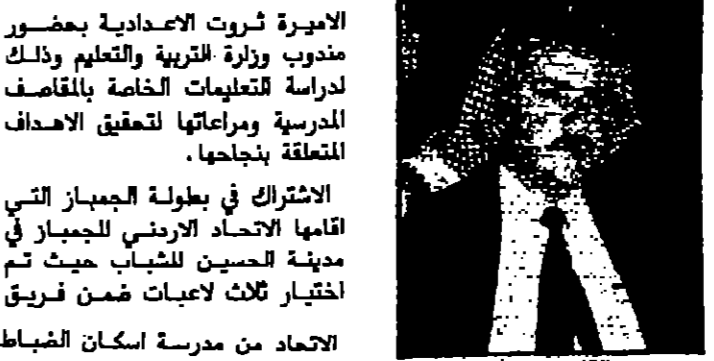 الاميرة ثروت الاعدادية بحضور
مندوب وزارة التربية والتعليم وذلك
لدراسة التعليمات الخاصة بالمقاصف
المدرسية ومراعاتها لتحقيق الاهداف
المتعلقة بنجاحها .
الاشتراك في بطولة الجمباز التي
اقامها الاتحاد الاردني للجمباز في
مدينة الحسين للشباب حيث تم
اختيار ثلاث لاعبات ضمن فريق
الاتحاد من مدرسة اسكان الضباط